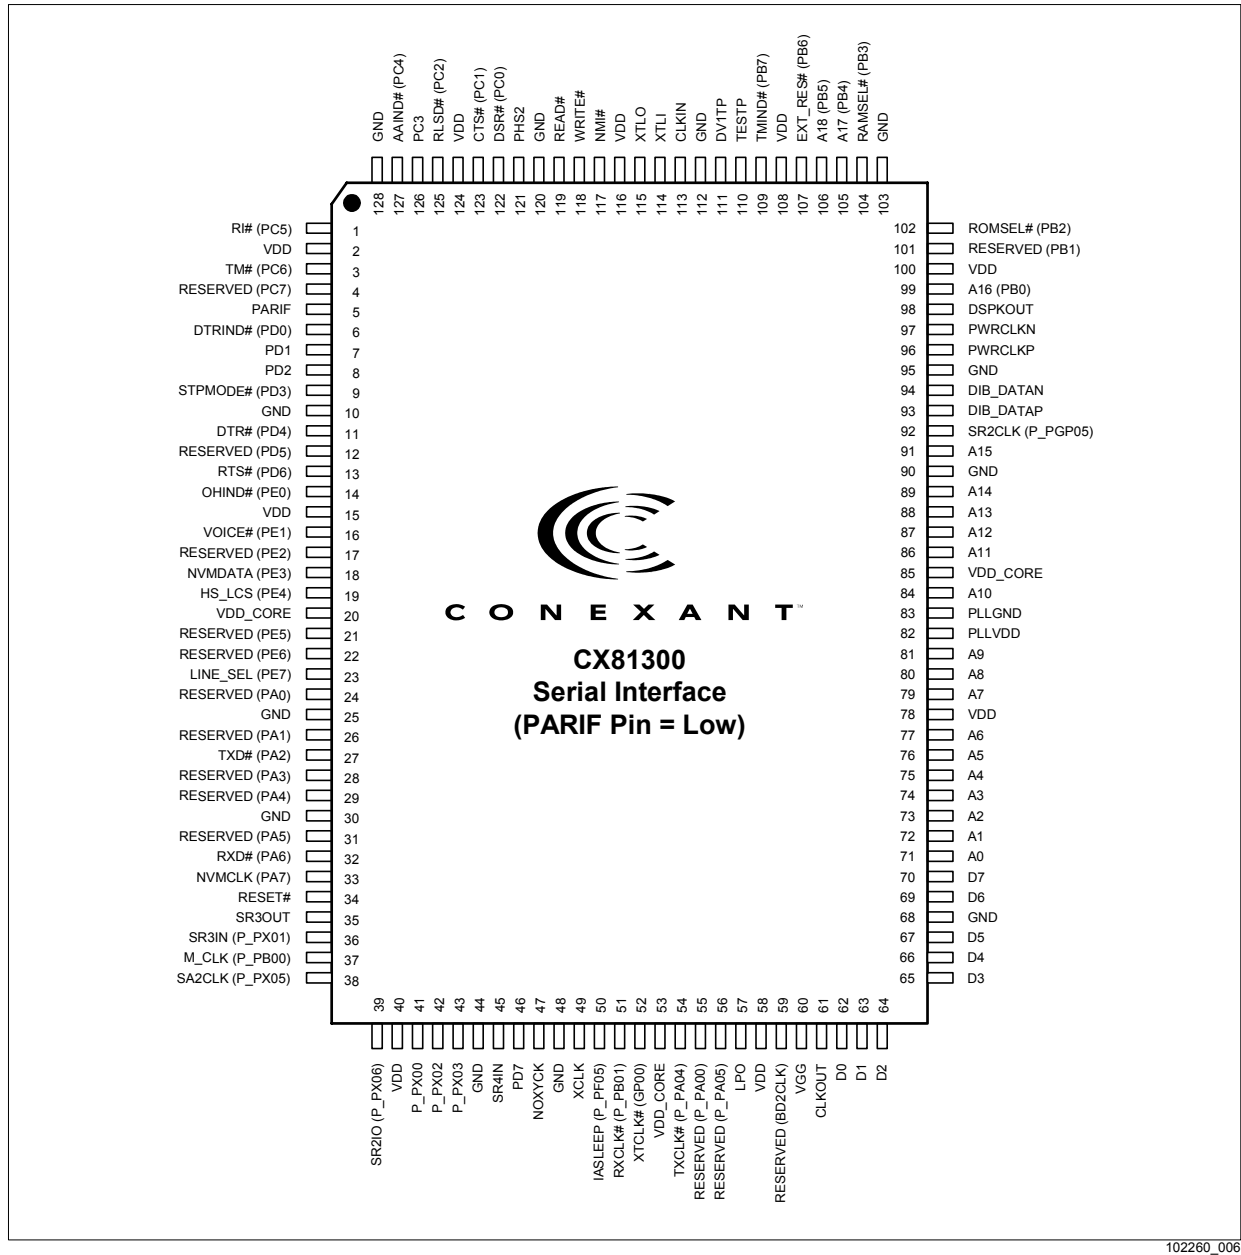 GND
AAIND# (PC4)
PC3
RLSD# (PC2)
VDD
CTS# (PC1)
DSR# (PC0)
PHS2
GND
READ#
WRITE#
NMI#
VDD
XTLO
XTLI
CLKIN
GND
DV1TP
TESTP
TMIND# (PB7)
VDD
EXT_RES# (PB6)
A18 (PB5)
A17 (PB4)
RAMSEL# (PB3)
GND
128
127
126
125
124
123
122
121
120
119
118
117
116
115
114
113
112
111
110
109
108
107
106
105
104
103
RI# (PC5) 1
VDD 2
TM# (PC6) 3
RESERVED (PC7) 4
PARIF 5
DTRIND# (PD0) 6
PD1 7
PD2 8
STPMODE# (PD3) 9
GND 10
DTR# (PD4) 11
RESERVED (PD5) 12
RTS# (PD6) 13
OHIND# (PE0) 14
VDD 15
VOICE# (PE1) 16
RESERVED (PE2) 17
NVMDATA (PE3) 18
HS_LCS (PE4) 19
VDD_CORE 20
RESERVED (PE5) 21
RESERVED (PE6) 22
LINE_SEL (PE7) 23
RESERVED (PA0) 24
GND 25
RESERVED (PA1) 26
TXD# (PA2) 27
RESERVED (PA3) 28
RESERVED (PA4) 29
GND 30
RESERVED (PA5) 31
RXD# (PA6) 32
NVMCLK (PA7) 33
RESET# 34
SR3OUT 35
SR3IN (P_PX01) 36
M_CLK (P_PB00) 37
SA2CLK (P_PX05) 38
CONEXANT™
CX81300
Serial Interface
(PARIF Pin = Low)
102 ROMSEL# (PB2)
101 RESERVED (PB1)
100 VDD
99 A16 (PB0)
98 DSPKOUT
97 PWRCLKN
96 PWRCLKP
95 GND
94 DIB_DATAN
93 DIB_DATAP
92 SR2CLK (P_PGP05)
91 A15
90 GND
89 A14
88 A13
87 A12
86 A11
85 VDD_CORE
84 A10
83 PLLGND
82 PLLVDD
81 A9
80 A8
79 A7
78 VDD
77 A6
76 A5
75 A4
74 A3
73 A2
72 A1
71 A0
70 D7
69 D6
68 GND
67 D5
66 D4
65 D3
39
40
41
42
43
44
45
46
47
48
49
50
51
52
53
54
55
56
57
58
59
60
61
62
63
64
SR2IO (P_PX06)
VDD
P_PX00
P_PX02
P_PX03
GND
SR4IN
PD7
NOXYCK
GND
XCLK
IASLEEP (P_PF05)
RXCLK# (P_PB01)
XTCLK# (GP00)
VDD_CORE
TXCLK# (P_PA04)
RESERVED (P_PA00)
RESERVED (P_PA05)
LPO
VDD
RESERVED (BD2CLK)
VGG
CLKOUT
D0
D1
D2
102260_006